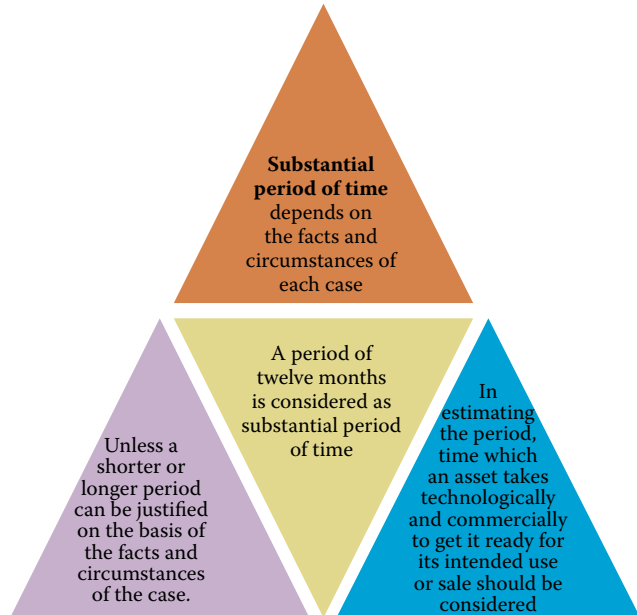 Substantial
period of time
depends on
the facts and
circumstances of
each case
A period of
twelve months
is considered as
substantial period
of time
Unless a
shorter or
longer period
can be justified
on the basis of
the facts and
circumstances
of the case.
In
estimating
the period,
time which
an asset takes
technologically
and commercially
to get it ready for
its intended use
or sale should be
considered